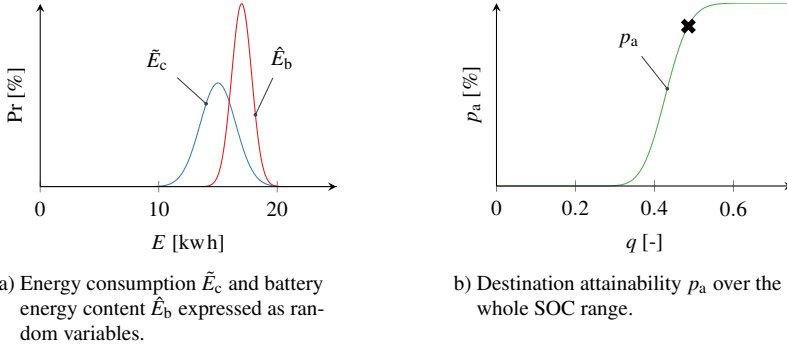 Ẽc
Êb
Pr [%]
0
10
20
E [kwh]
a) Energy consumption Ẽc and battery
energy content Êb expressed as ran-
dom variables.
pa
pa [%]
0
0.2
0.4
0.6
q [-]
b) Destination attainability pa over the
whole SOC range.